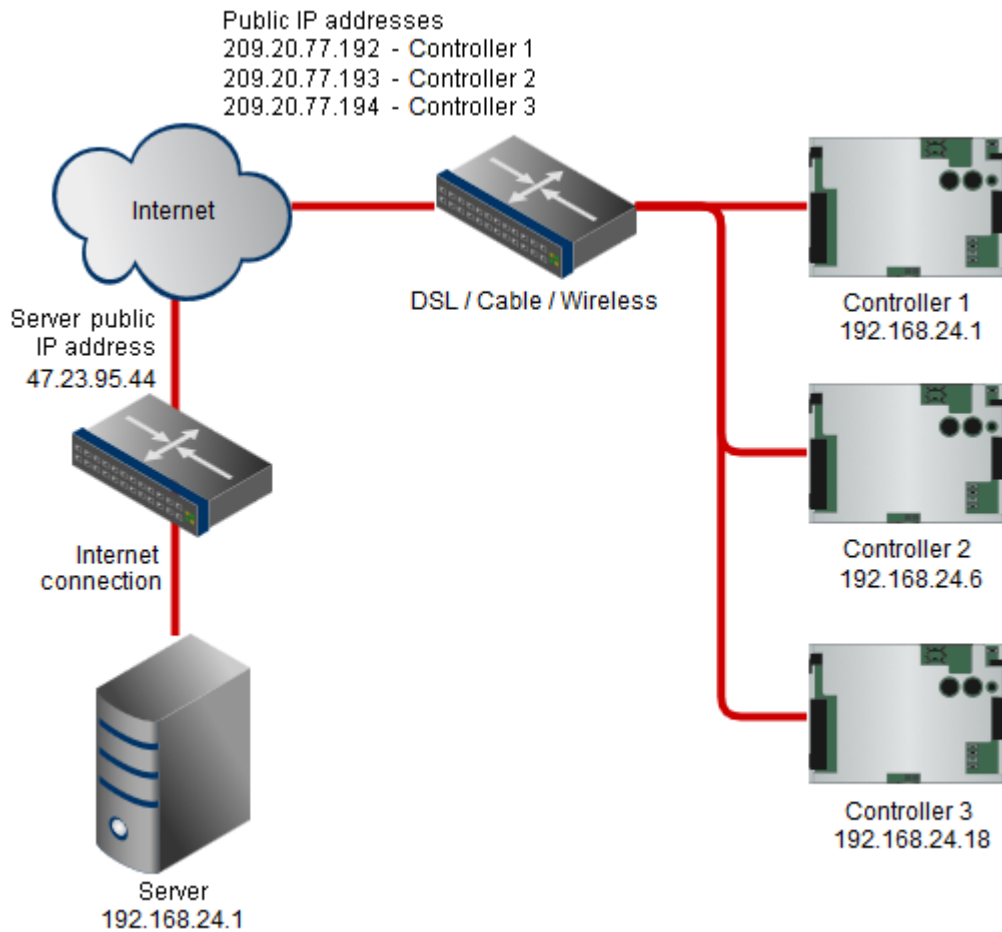 Public IP addresses
209.20.77.192 - Controller 1
209.20.77.193 - Controller 2
209.20.77.194 - Controller 3
Internet
DSL / Cable / Wireless
Controller 1
192.168.24.1
Server public
IP address
47.23.95.44
Internet
connection
Controller 2
192.168.24.6
Controller 3
192.168.24.18
Server
192.168.24.1